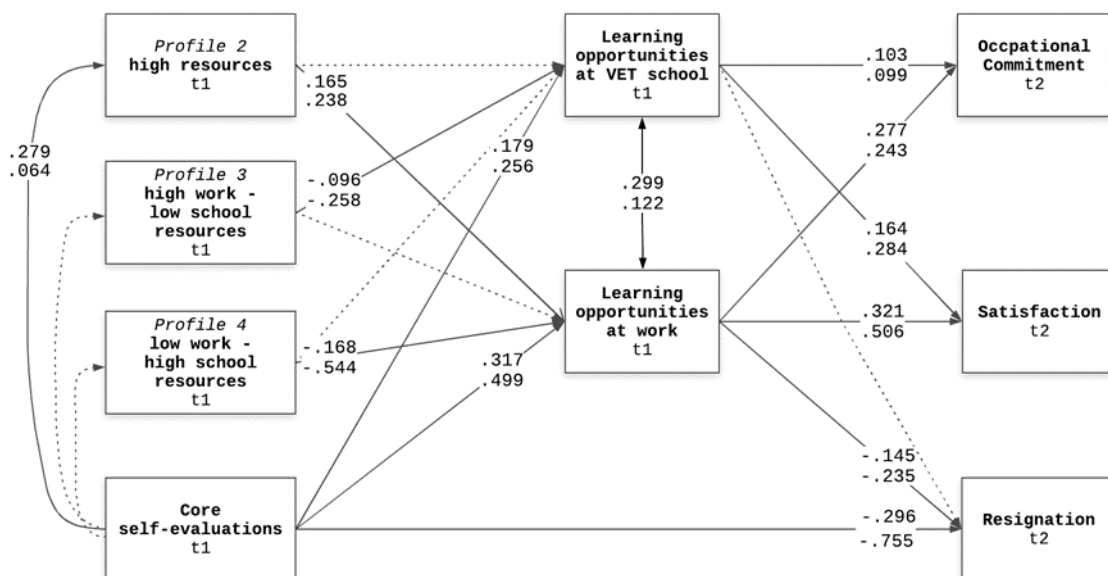 Profile 2
high resources
t1
Learning
opportunities
at VET school
t1
Occpational
Commitment
t2
.165
.238
.103
.099
.279
.064
.179
.256
.277
.243
Profile 3
high work -
low school
resources
t1
-.096
-.258
.299
.122
.164
.284
Profile 4
low work -
high school
resources
t1
-.168
-.544
Learning
opportunities
at work
t1
.321
.506
Satisfaction
t2
.317
.499
-.145
-.235
Core
self-evaluations
t1
-.296
-.755
Resignation
t2